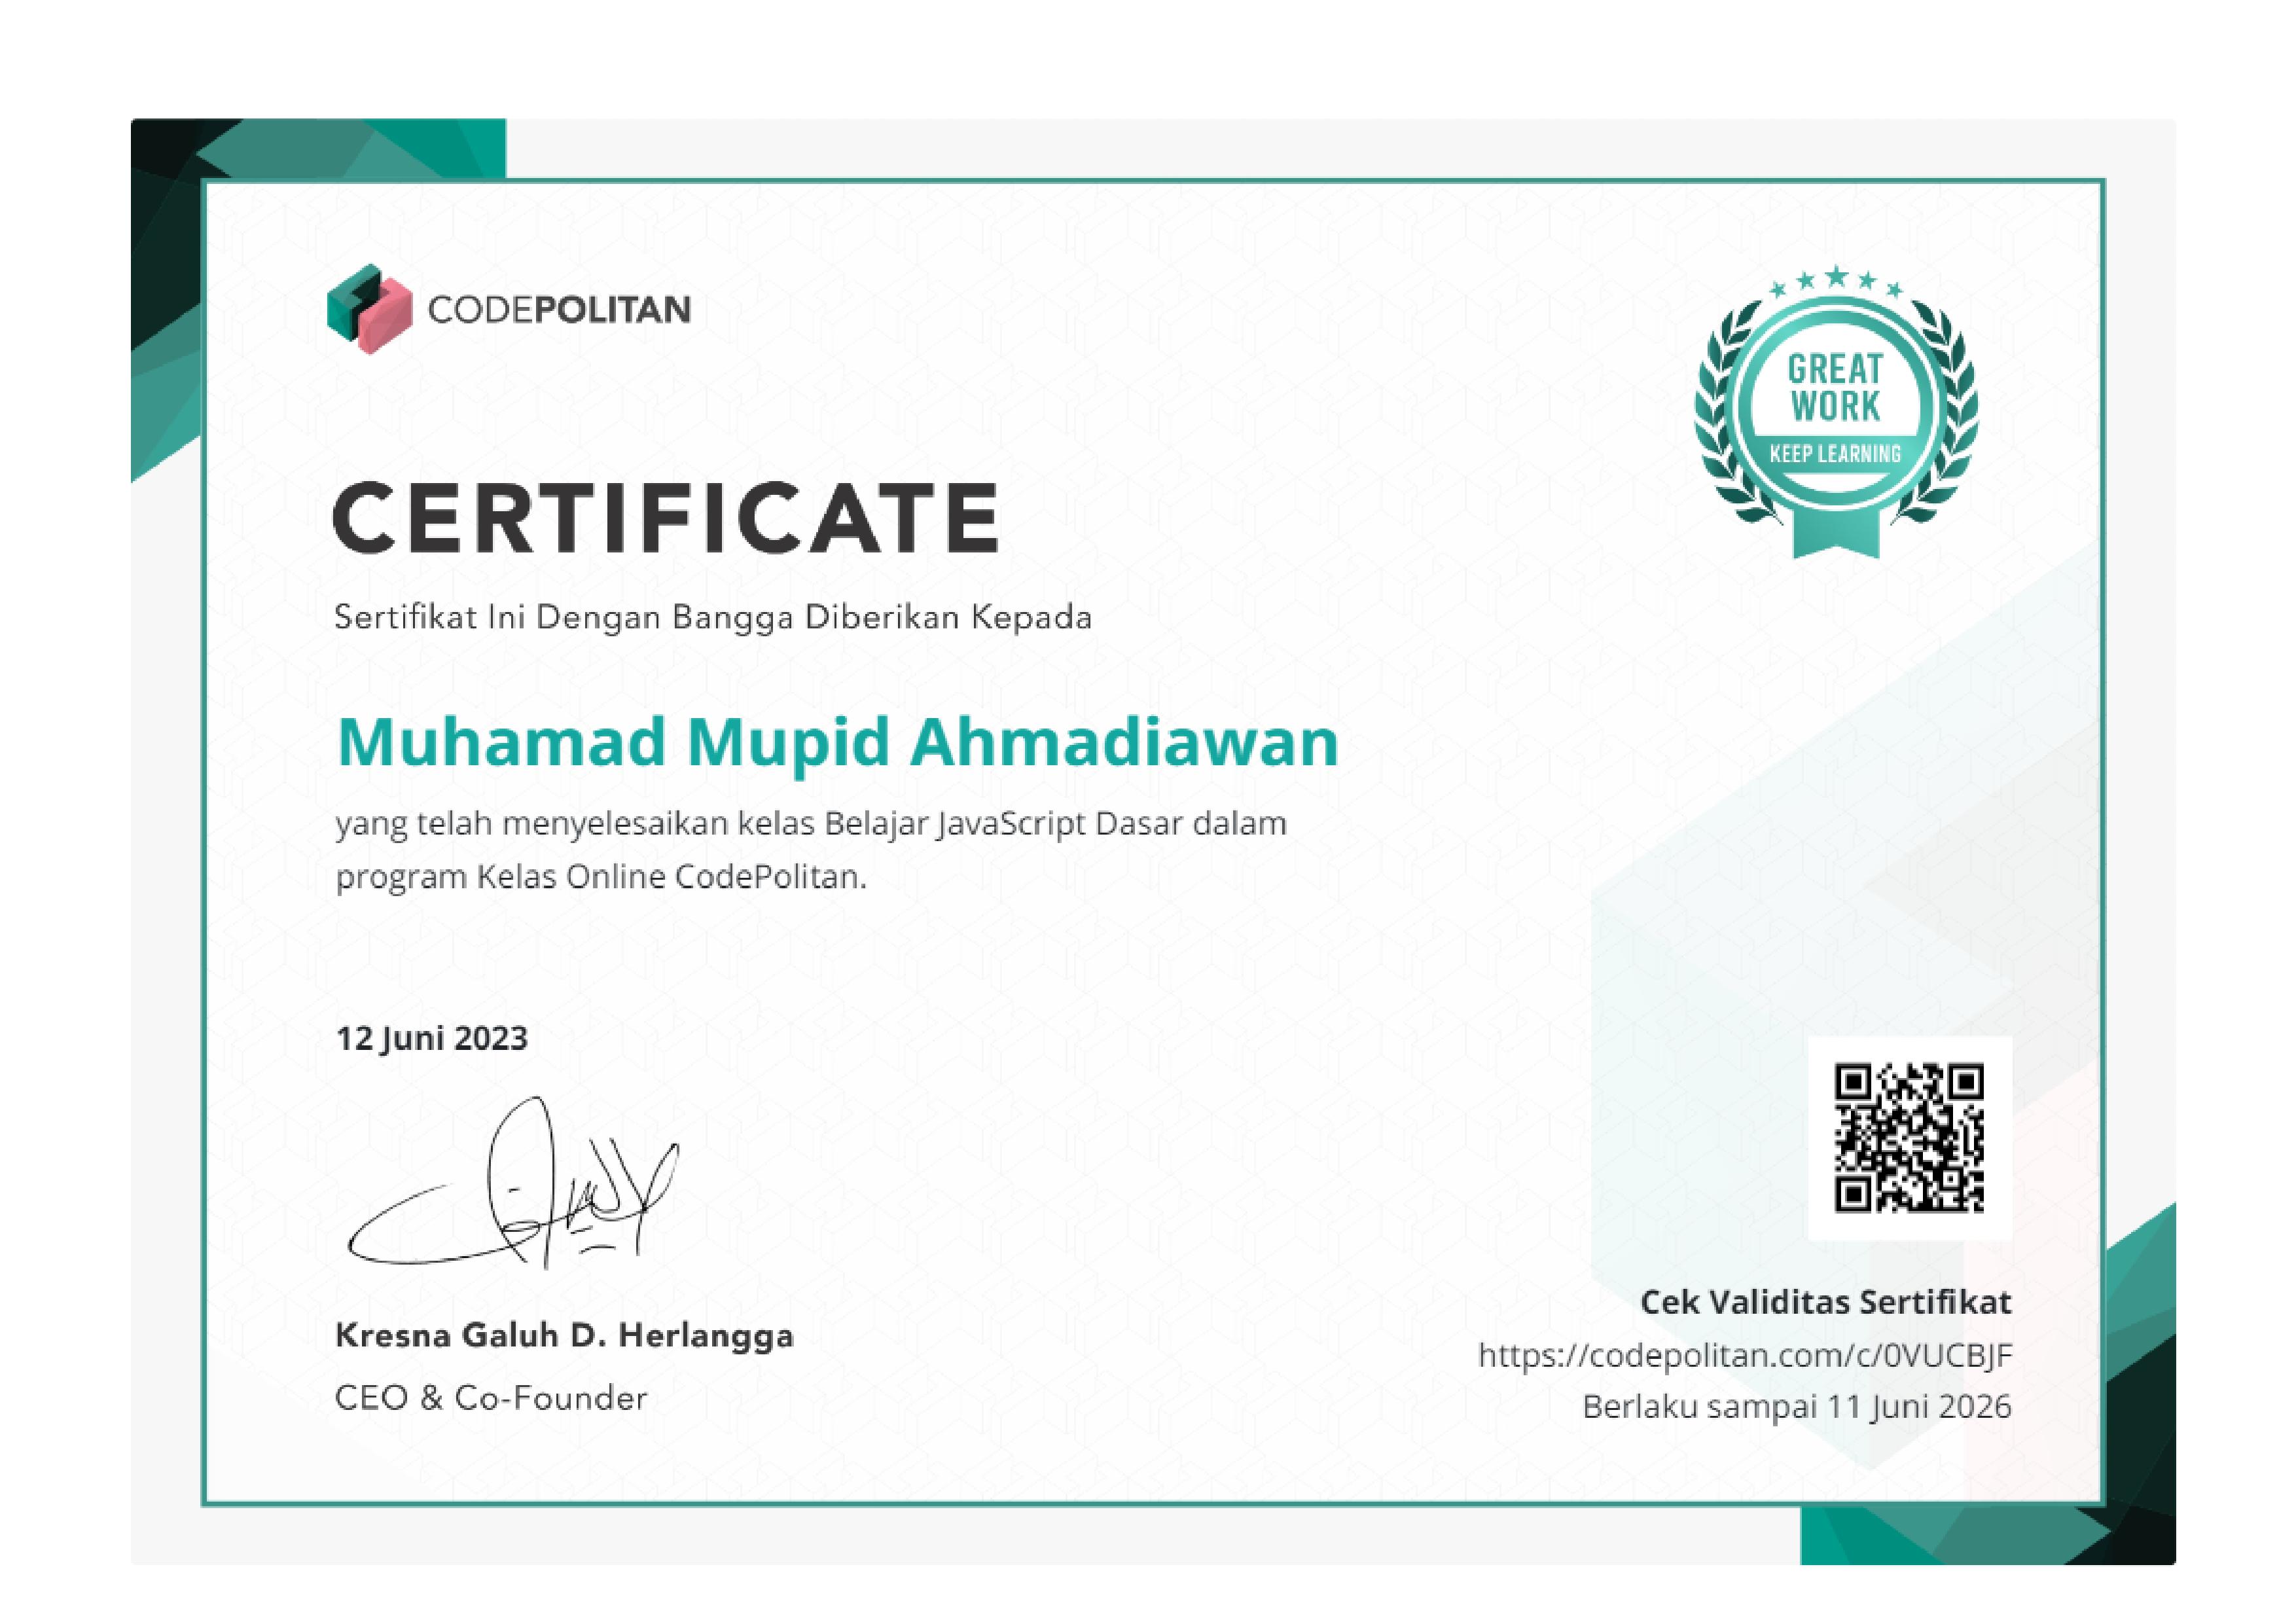 CODEPOLITAN
GREAT
WORK
KEEP LEARNING
CERTIFICATE
Sertifikat Ini Dengan Bangga Diberikan Kepada
Muhamad Mupid Ahmadiawan
yang telah menyelesaikan kelas Belajar JavaScript Dasar dalam
program Kelas Online CodePolitan.
12 Juni 2023
Kresna Galuh D. Herlangga
CEO & Co-Founder
Cek Validitas Sertifikat
https://codepolitan.com/c/0VUCBJF
Berlaku sampai 11 Juni 2026